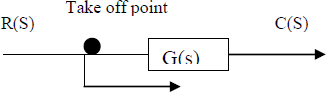 Take off point
R(S) C(S)
G(s)